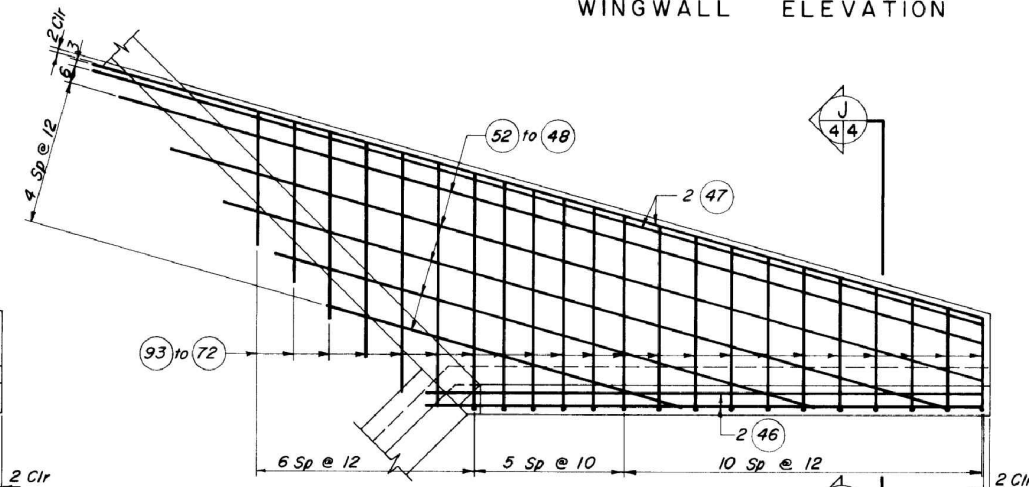 WINGWALL ELEVATION
2 Clr
3
6
4 Sp @ 12
52 to 48
J
4 4
2 47
93 to 72
2 46
6 Sp @ 12
5 Sp @ 10
10 Sp @ 12
2 Clr
2 Clr